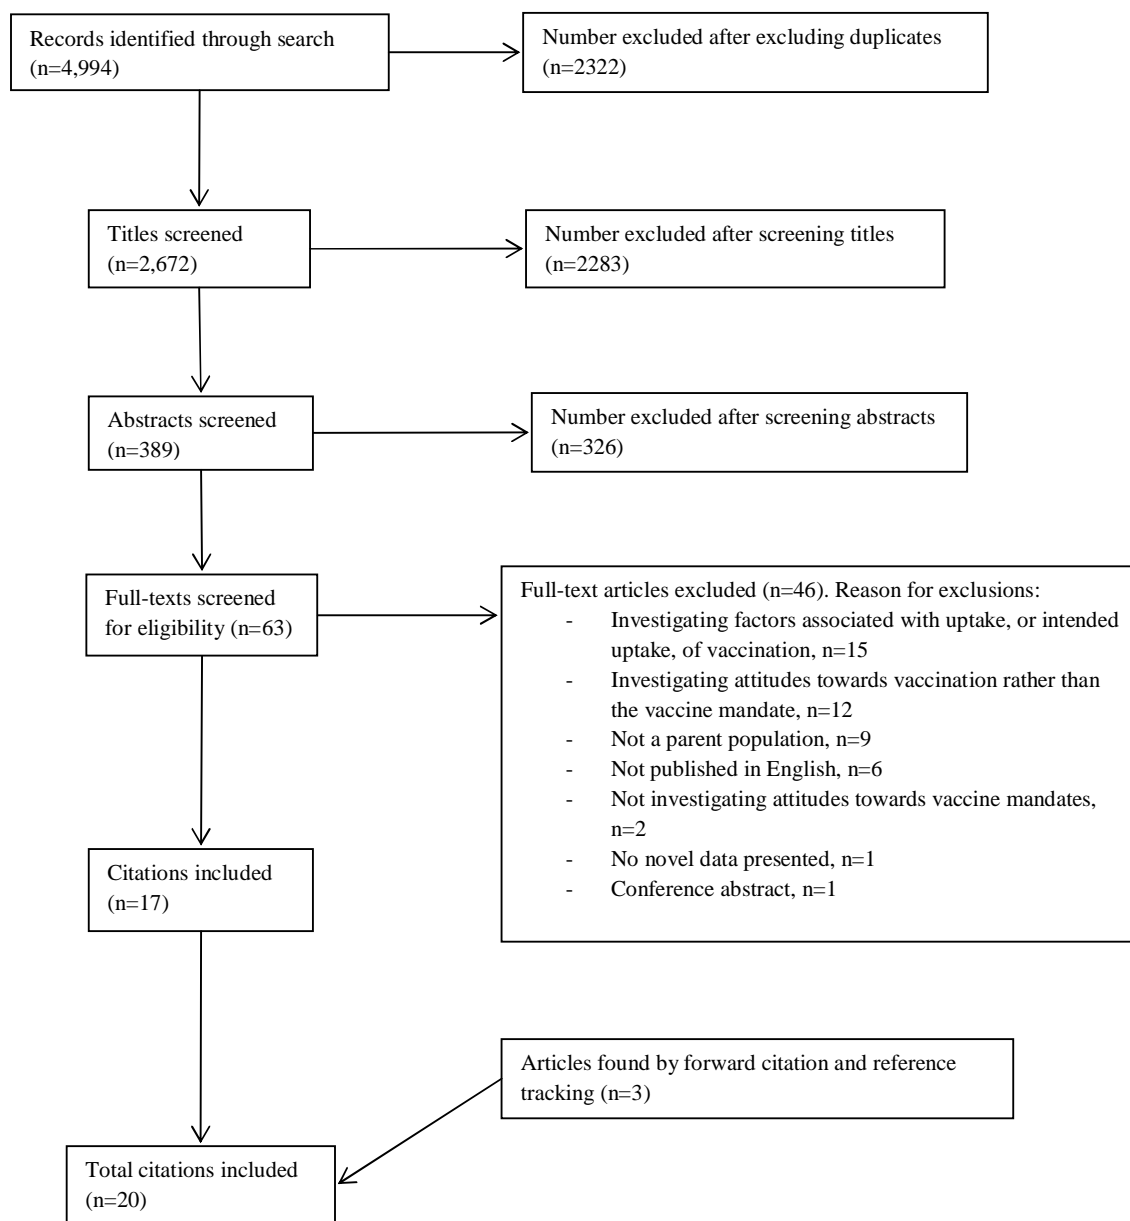 Records identified through search
(n=4,994)
Number excluded after excluding duplicates
(n=2322)
Titles screened
(n=2,672)
Number excluded after screening titles
(n=2283)
Abstracts screened
(n=389)
Number excluded after screening abstracts
(n=326)
Full-texts screened
for eligibility (n=63)
Full-text articles excluded (n=46). Reason for exclusions:
- Investigating factors associated with uptake, or intended
uptake, of vaccination, n=15
- Investigating attitudes towards vaccination rather than
the vaccine mandate, n=12
- Not a parent population, n=9
- Not published in English, n=6
- Not investigating attitudes towards vaccine mandates,
n=2
- No novel data presented, n=1
- Conference abstract, n=1
Citations included
(n=17)
Articles found by forward citation and reference
tracking (n=3)
Total citations included
(n=20)